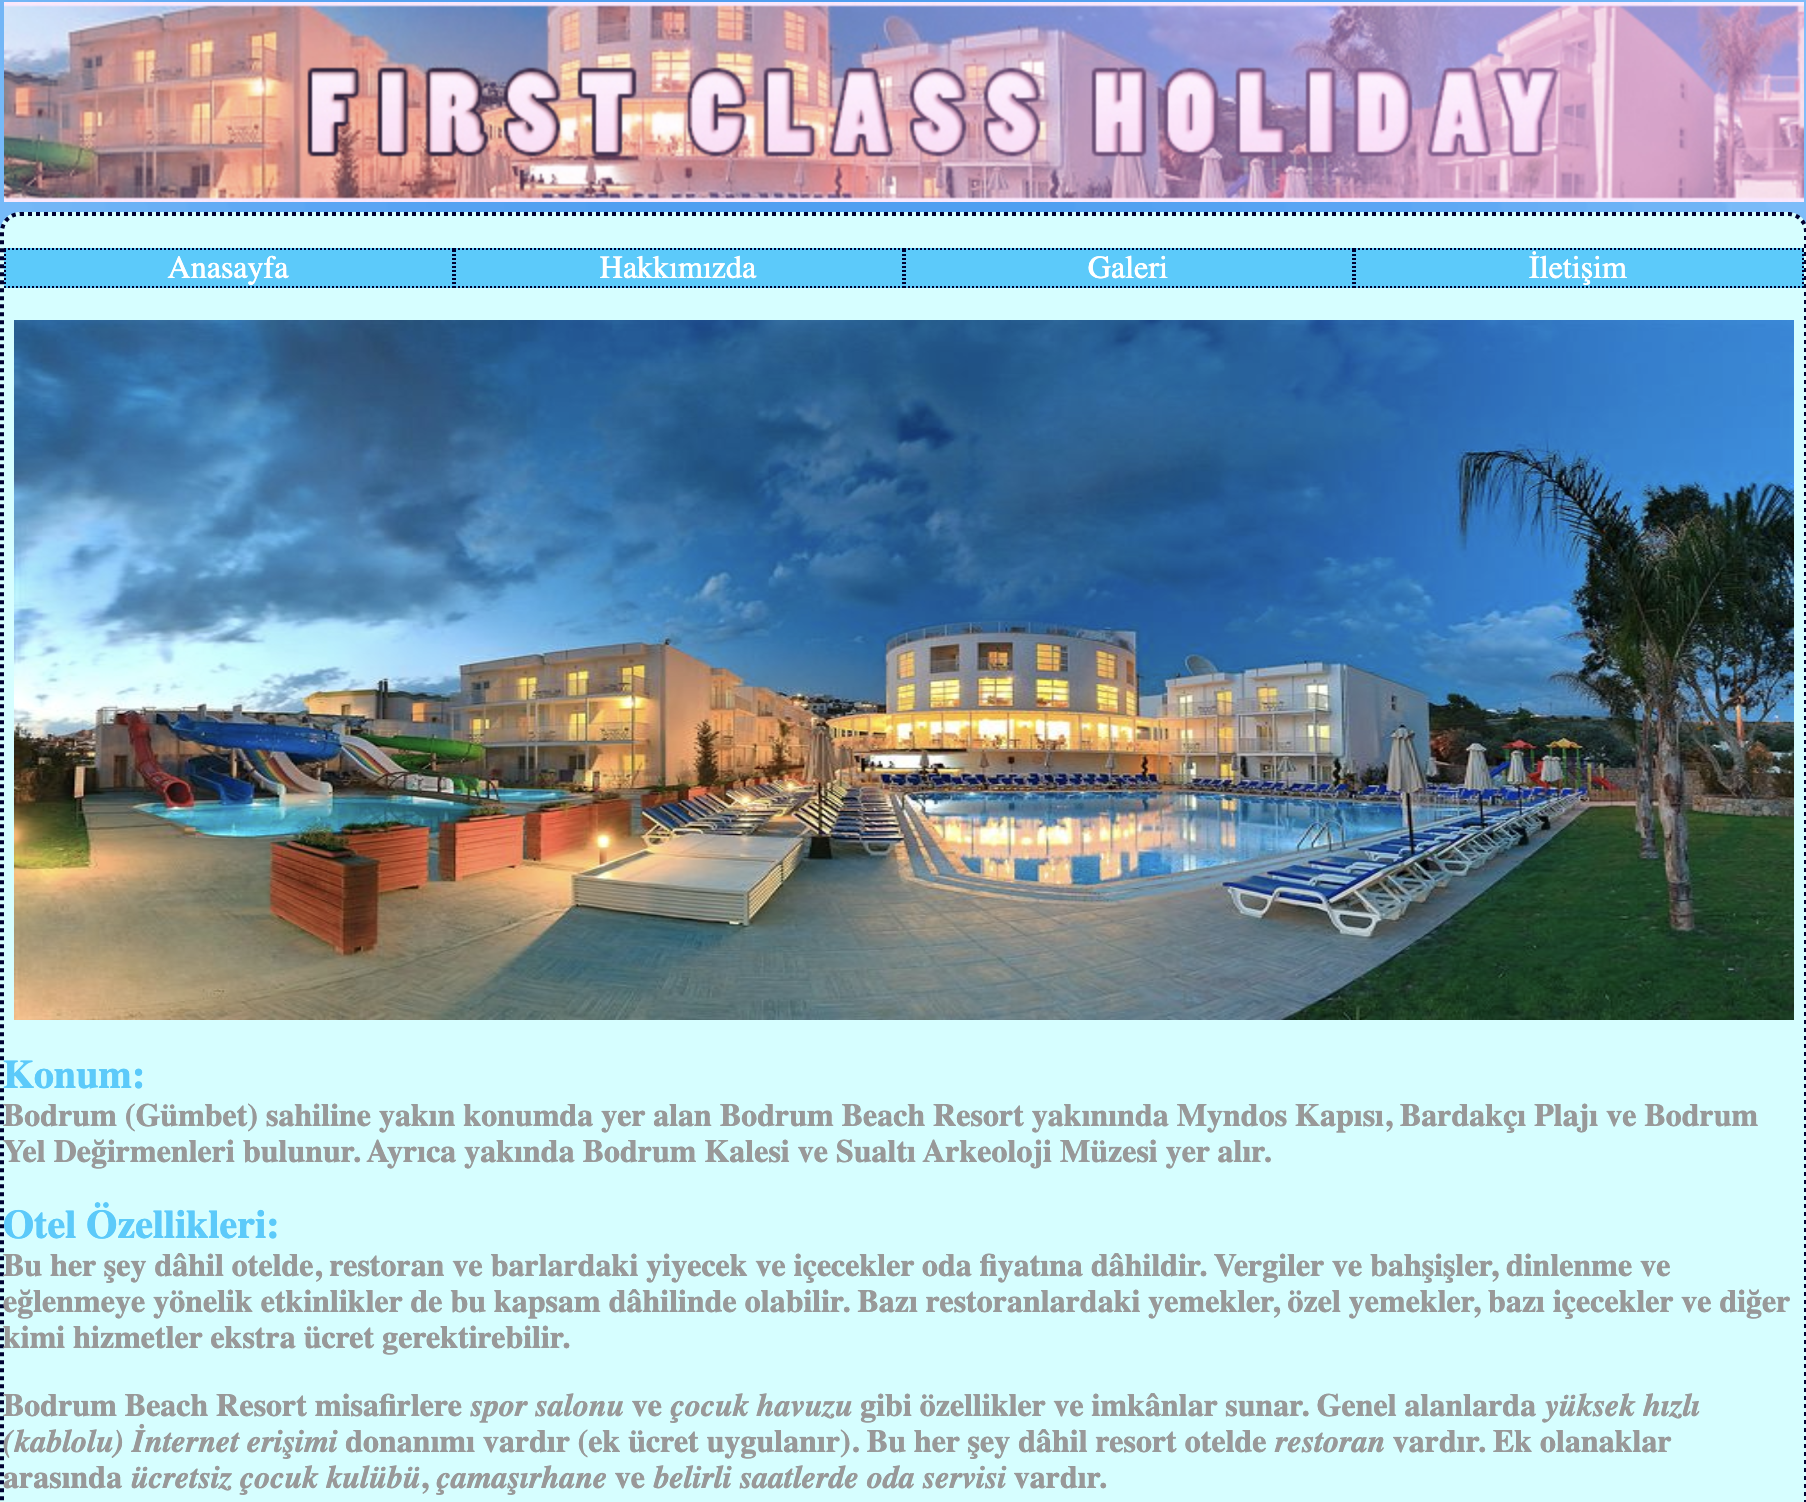 FIRST CLASS HOLIDAY
Anasayfa
Hakkımızda
Galeri
İletişim
Konum:
Bodrum (Gümbet) sahiline yakın konumda yer alan Bodrum Beach Resort yakınında Myndos Kapısı, Bardakçı Plajı ve Bodrum
Yel Değirmenleri bulunur. Ayrıca yakında Bodrum Kalesi ve Sualtı Arkeoloji Müzesi yer alır.
Otel Özellikleri:
Bu her şey dâhil otelde, restoran ve barlardaki yiyecek ve içecekler oda fiyatına dâhildir. Vergiler ve bahşişler, dinlenme ve
eğlenmeye yönelik etkinlikler de bu kapsam dâhilinde olabilir. Bazı restoranlardaki yemekler, özel yemekler, bazı içecekler ve diğer
kimi hizmetler ekstra ücret gerektirebilir.
Bodrum Beach Resort misafirlere spor salonu ve çocuk havuzu gibi özellikler ve imkânlar sunar. Genel alanlarda yüksek hızlı
(kablolu) İnternet erişimi donanımı vardır (ek ücret uygulanır). Bu her şey dâhil resort otelde restoran vardır. Ek olanaklar
arasında ücretsiz çocuk kulübü, çamaşırhane ve belirli saatlerde oda servisi vardır.